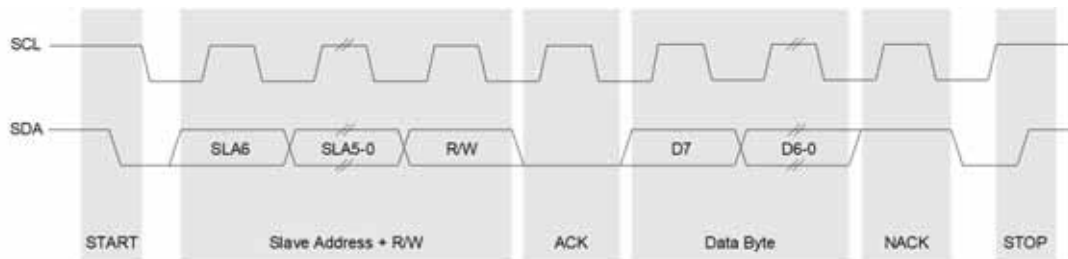 SCL
SDA
SLA6 SLA5-0 R/W D7 D6-0
START Slave Address + R/W ACK Data Byte NACK STOP